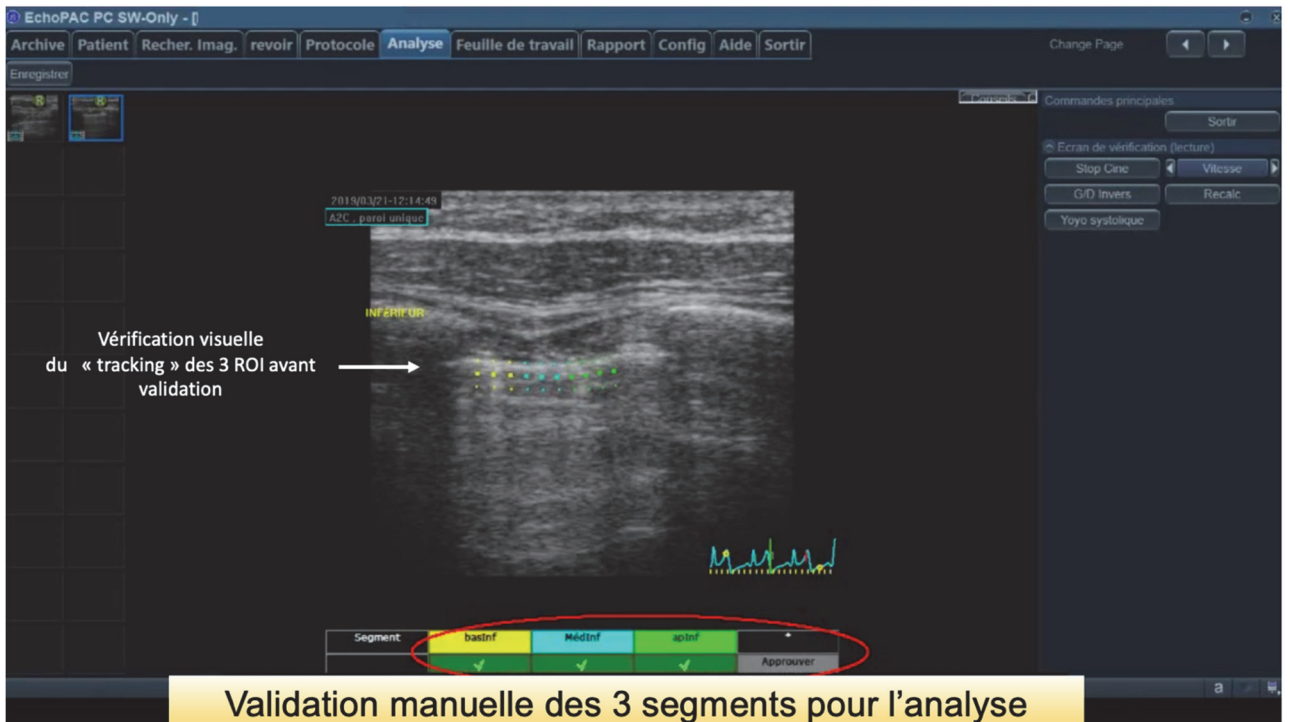 EchoPAC PC SW-Only - [
Archive Patient Recher. Imag. revoir Protocole Analyse Feuille de travail Rapport Config Aide Sortir
Change Page
Enregistrer
R R
Commandes principales
Sortir
Ecran de vérification (lecture)
Stop Cine Vitesse
G/D Invers Recalc
Yoyo systolique
2019/03/21-12:14:49
A2C , paroi unique
INFÉRIEUR
Vérification visuelle
du « tracking » des 3 ROI avant
validation
Segment basInf MédInf apInf
Approuver
a
Validation manuelle des 3 segments pour l'analyse